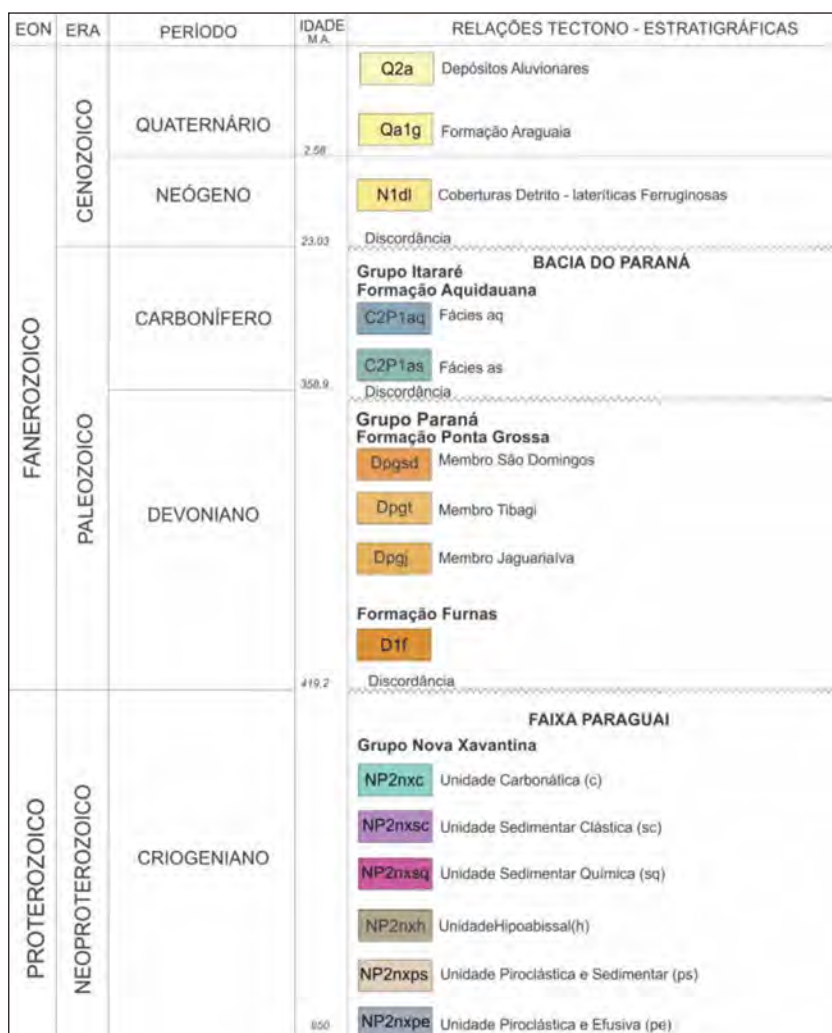 EON ERA PERÍODO IDADE M.A. RELAÇÕES TECTONO - ESTRATIGRÁFICAS
FANEROZOICO
CENOZOICO
QUATERNÁRIO
Q2a Depósitos Aluvionares
Qa1g Formação Araguaia
2.58
NEÓGENO
N1dl Coberturas Detrito - lateríticas Ferruginosas
23.03 Discordância
PALEOZOICO
BACIA DO PARANÁ
CARBONÍFERO
Grupo Itararé
Formação Aquidauana
C2P1aq Fácies aq
C2P1as Fácies as
358.9 Discordância
DEVONIANO
Grupo Paraná
Formação Ponta Grossa
Dpgsd Membro São Domingos
Dpgt Membro Tibagi
Dpgj Membro Jaguarialva
Formação Furnas
D1f
419.2 Discordância
PROTEROZOICO
NEOPROTEROZOICO
CRIOGENIANO
FAIXA PARAGUAI
Grupo Nova Xavantina
NP2nxc Unidade Carbonática (c)
NP2nxsc Unidade Sedimentar Clástica (sc)
NP2nxsq Unidade Sedimentar Química (sq)
NP2nxh UnidadeHipoabissal(h)
NP2nxps Unidade Piroclástica e Sedimentar (ps)
850 NP2nxpe Unidade Piroclástica e Efusiva (pe)